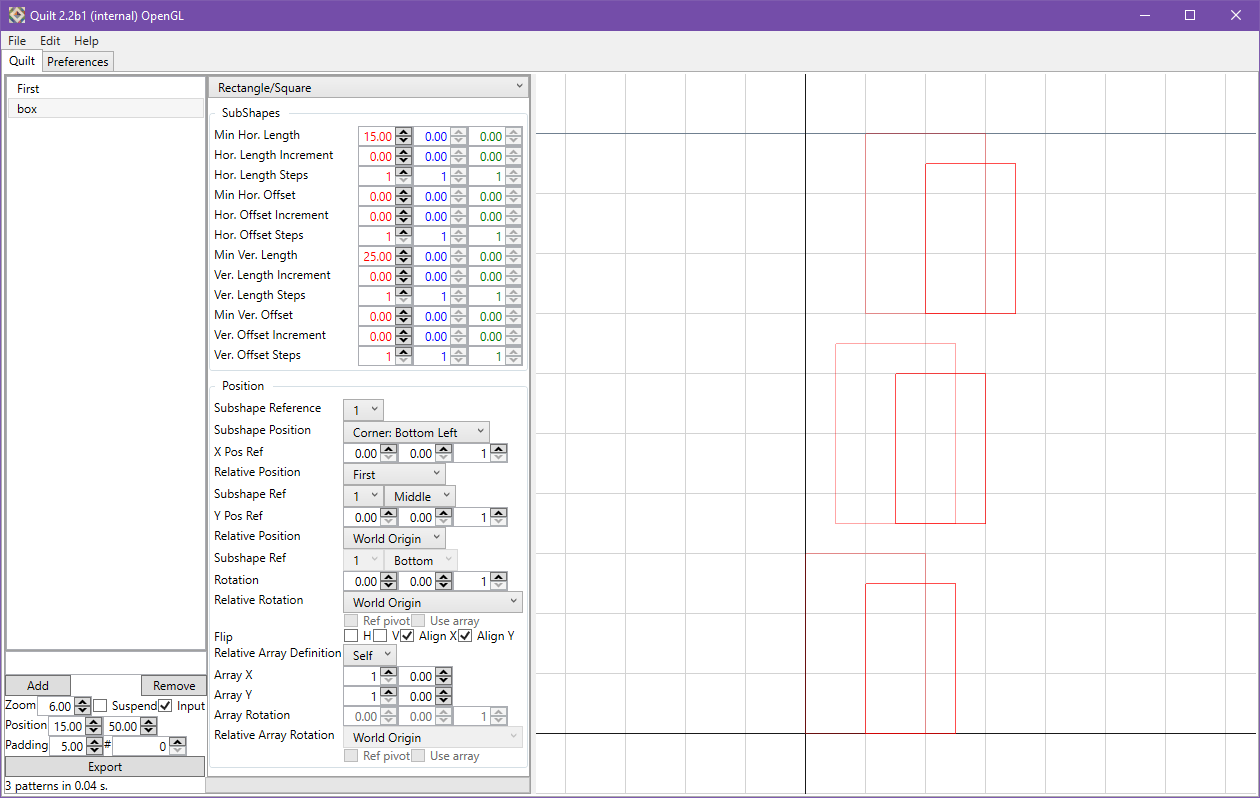 Quilt 2.2b1 (internal) OpenGL
File Edit Help
Quilt Preferences
First
box
Rectangle/Square
SubShapes
Min Hor. Length 15.00 0.00 0.00
Hor. Length Increment 0.00 0.00 0.00
Hor. Length Steps 1 1 1
Min Hor. Offset 0.00 0.00 0.00
Hor. Offset Increment 0.00 0.00 0.00
Hor. Offset Steps 1 1 1
Min Ver. Length 25.00 0.00 0.00
Ver. Length Increment 0.00 0.00 0.00
Ver. Length Steps 1 1 1
Min Ver. Offset 0.00 0.00 0.00
Ver. Offset Increment 0.00 0.00 0.00
Ver. Offset Steps 1 1 1
Position
Subshape Reference 1
Subshape Position Corner: Bottom Left
X Pos Ref 0.00 0.00 1
Relative Position First
Subshape Ref 1 Middle
Y Pos Ref 0.00 0.00 1
Relative Position World Origin
Subshape Ref 1 Bottom
Rotation 0.00 0.00 1
Relative Rotation World Origin
Ref pivot Use array
Flip H V Align X Align Y
Relative Array Definition Self
Array X 1 0.00
Array Y 1 0.00
Array Rotation 0.00 0.00 1
Relative Array Rotation World Origin
Ref pivot Use array
Add Remove
Zoom 6.00 Suspend Input
Position 15.00 50.00
Padding 5.00 # 0
Export
3 patterns in 0.04 s.